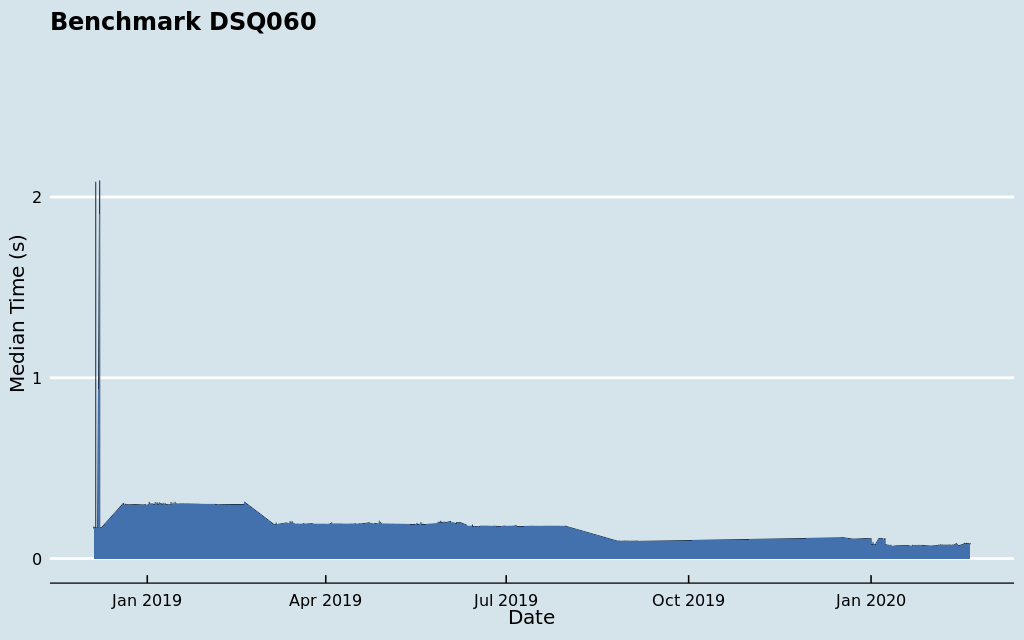 Benchmark DSQ060
Median Time (s)
2
1
0
Jan 2019
Apr 2019
Jul 2019
Oct 2019
Jan 2020
Date